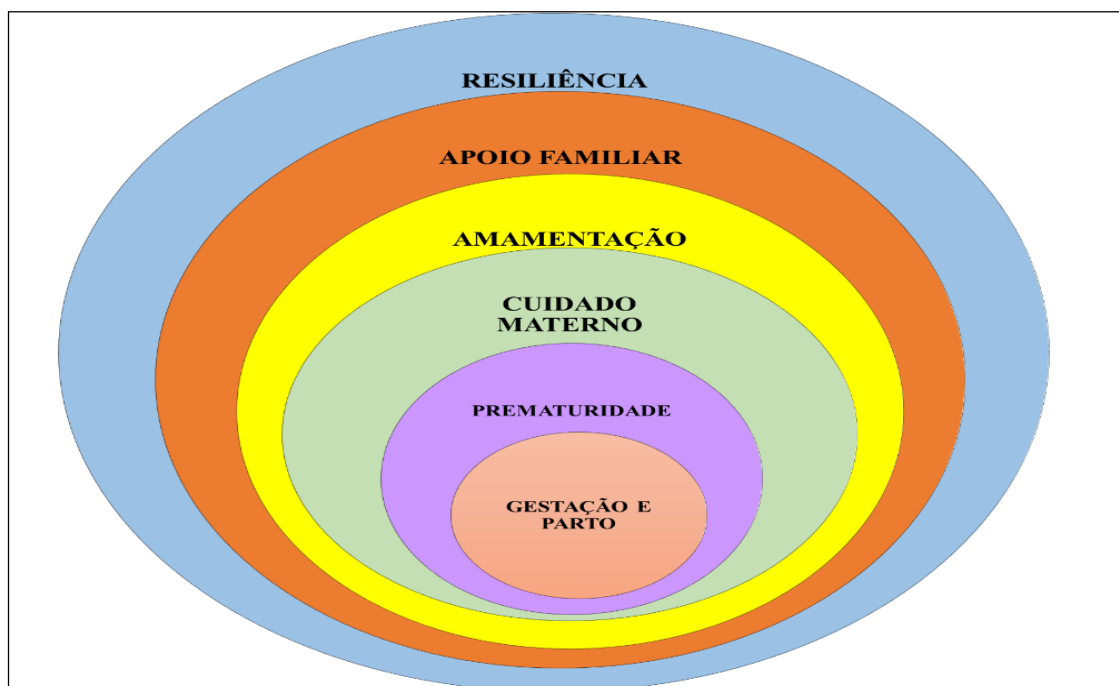 RESILIÊNCIA
APOIO FAMILIAR
AMAMENTAÇÃO
CUIDADO
MATERNO
PREMATURIDADE
GESTAÇÃO E
PARTO